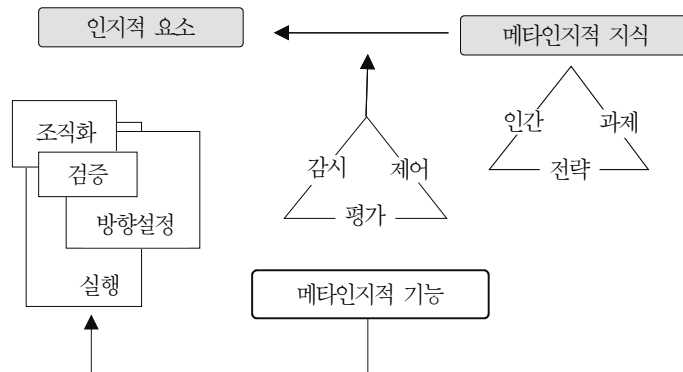 인지적 요소
메타인지적 지식
조직화
인간
과제
검증
감시
제어
전략
방향설정
평가
실행
메타인지적 기능